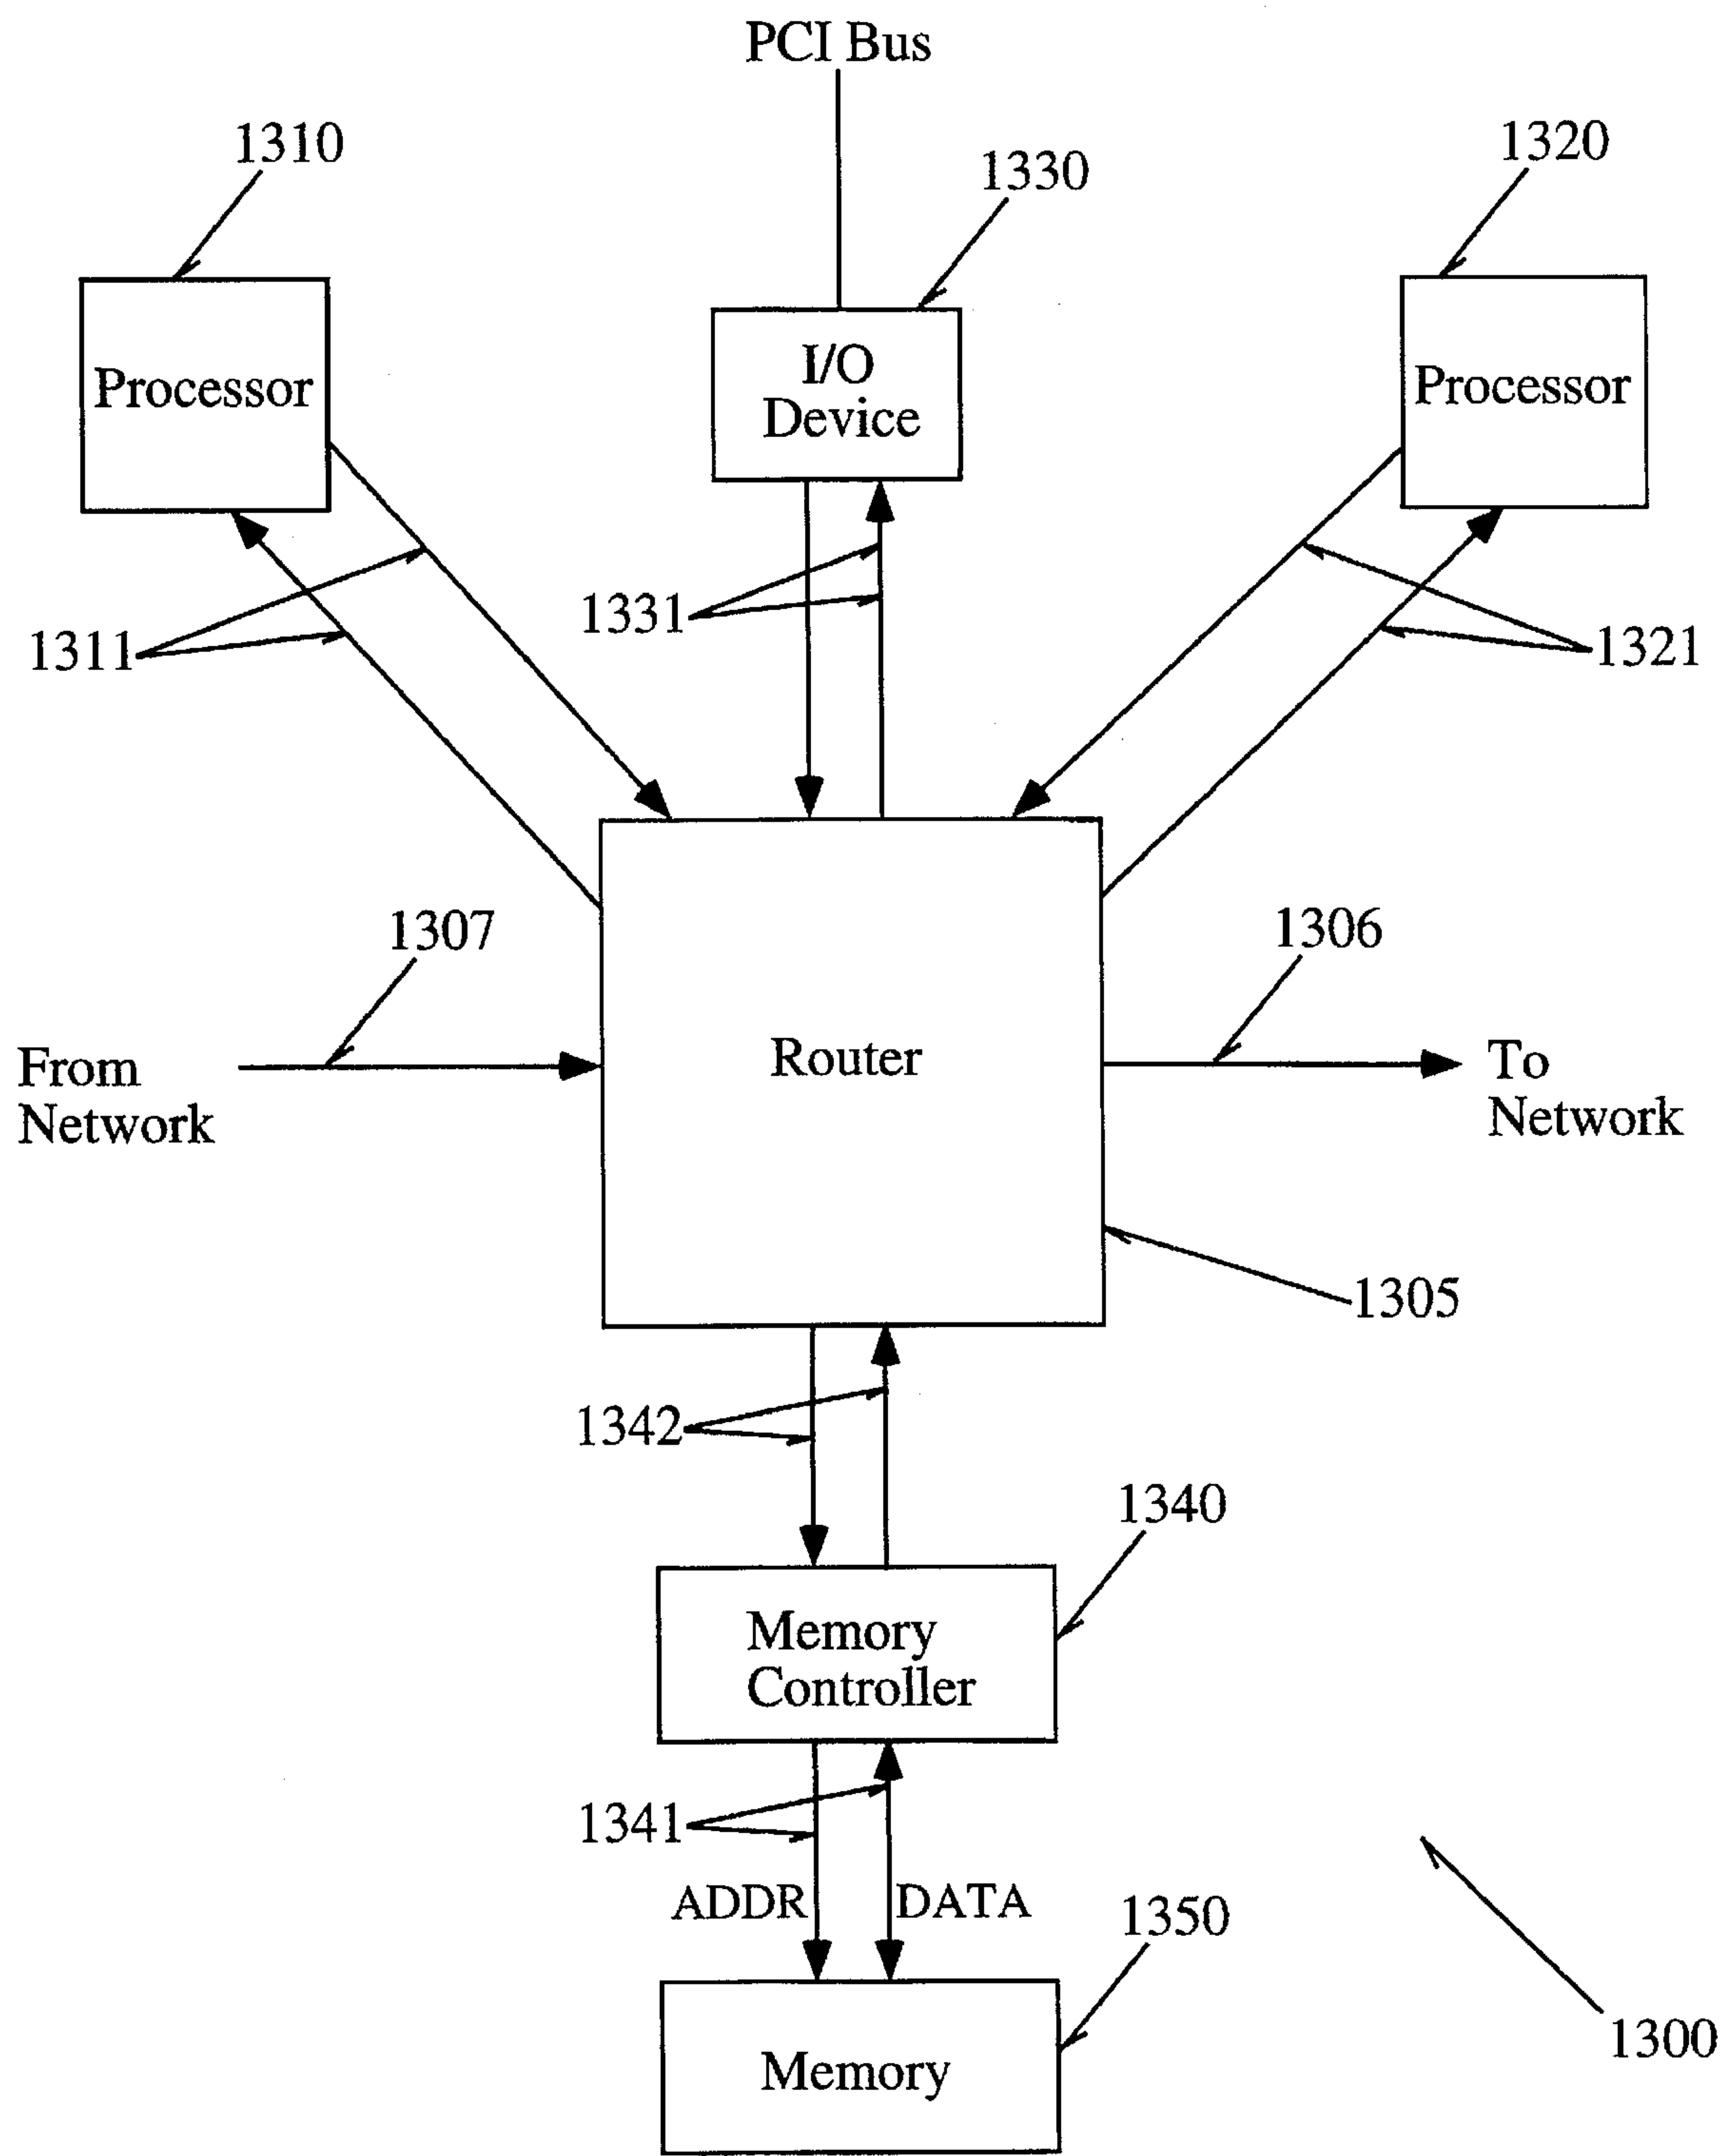 PCI Bus
1310
1330
1320
Processor
I/O
Device
Processor
1311
1331
1321
1307
1306
From
Network
Router
To
Network
1305
1342
1340
Memory
Controller
1341
ADDR
DATA
1350
Memory
1300